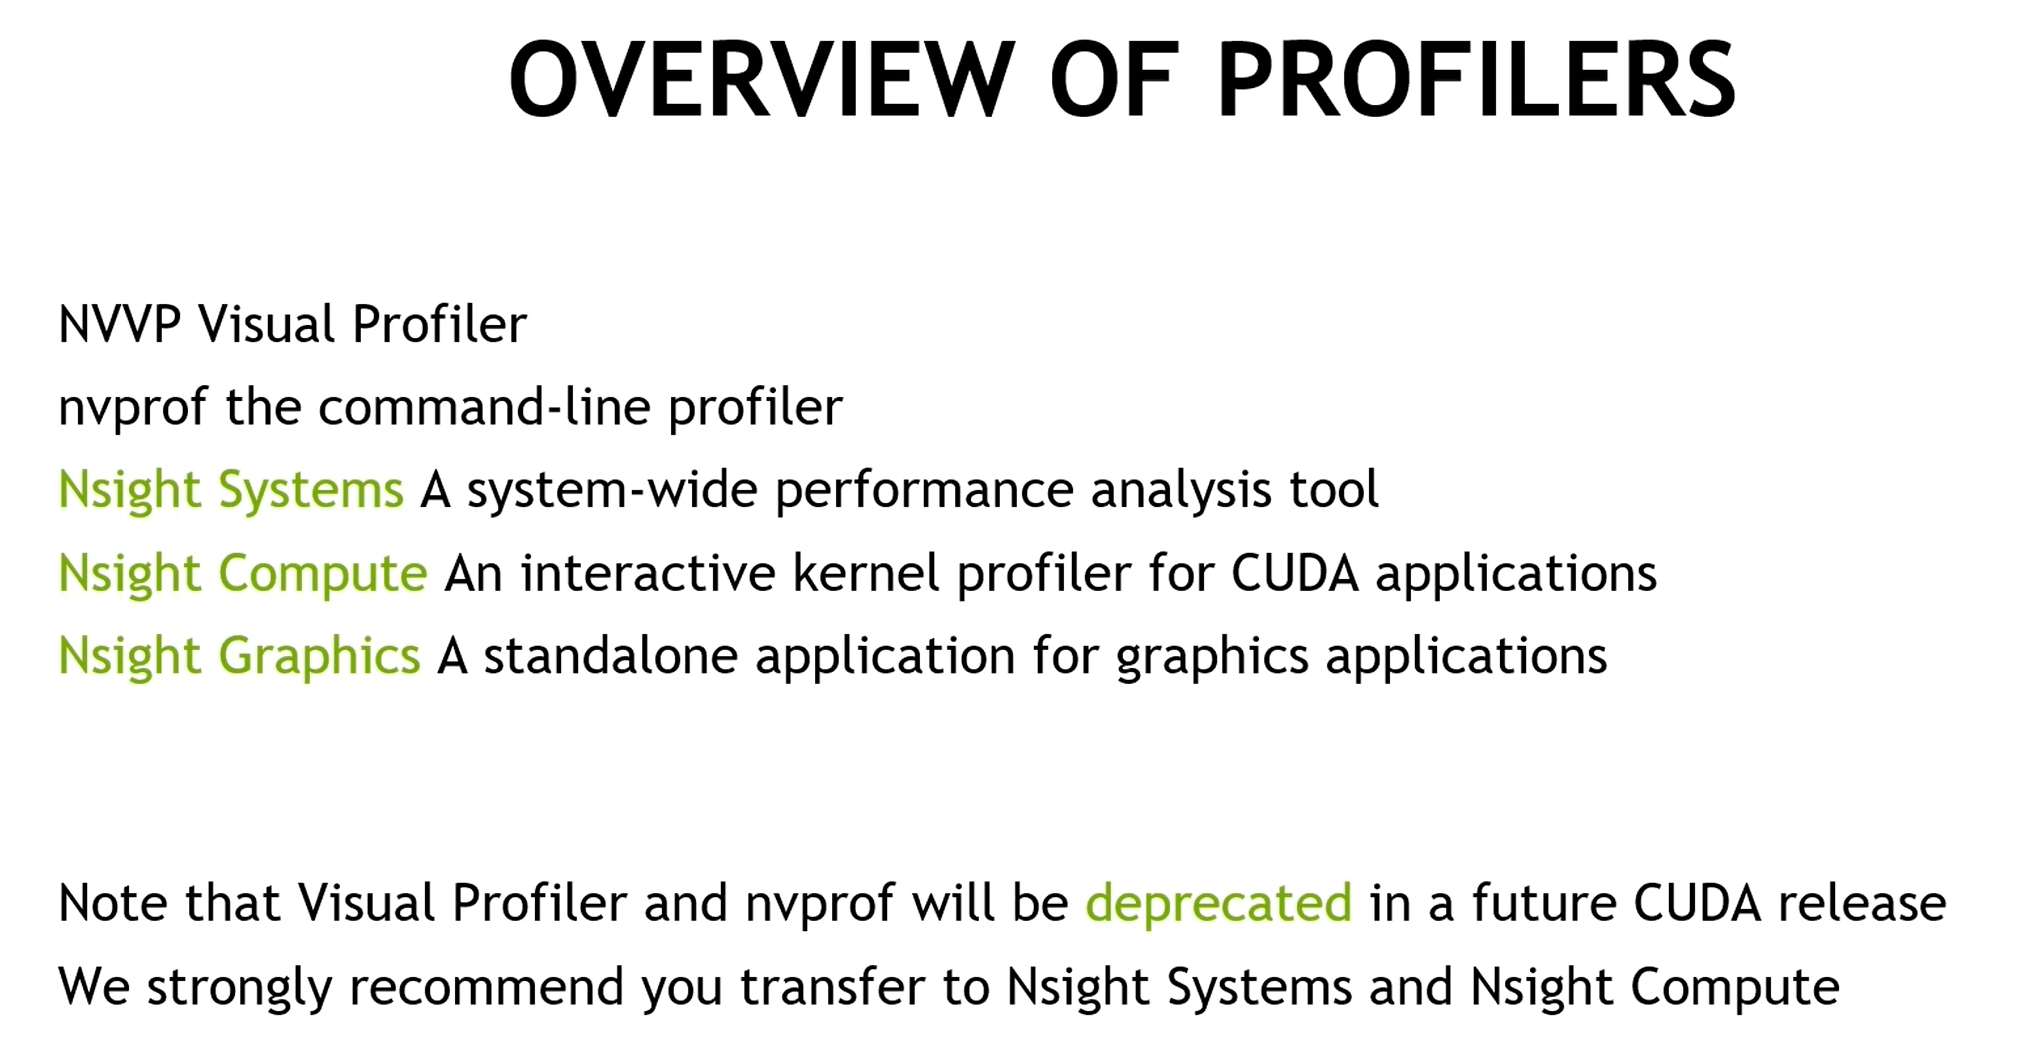 OVERVIEW OF PROFILERS
NVVP Visual Profiler
nvprof the command-line profiler
Nsight Systems A system-wide performance analysis tool
Nsight Compute An interactive kernel profiler for CUDA applications
Nsight Graphics A standalone application for graphics applications
Note that Visual Profiler and nvprof will be deprecated in a future CUDA release
We strongly recommend you transfer to Nsight Systems and Nsight Compute